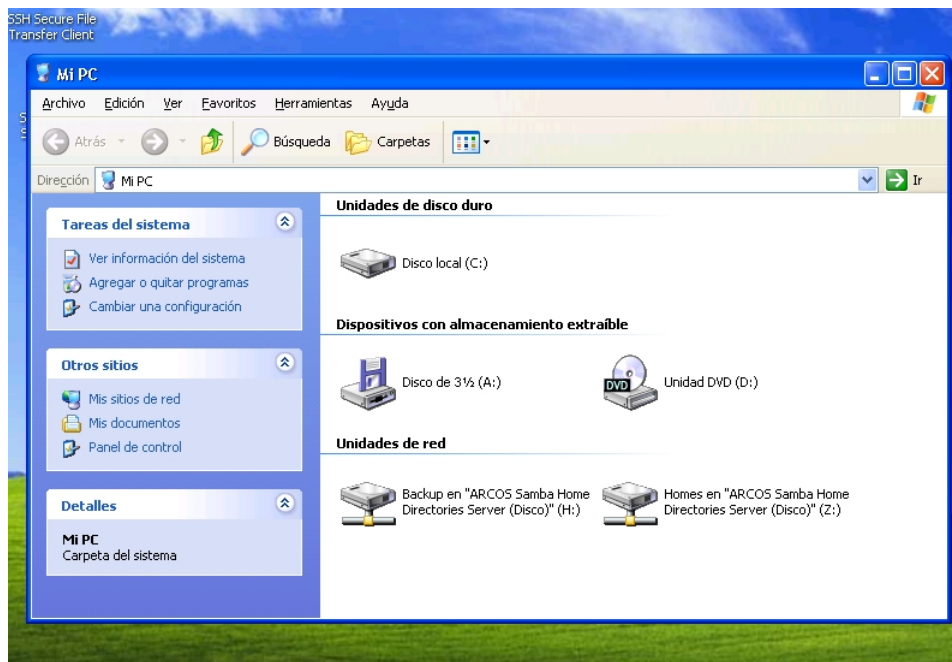 SSH Secure File
Transfer Client
Mi PC
Archivo Edición Ver Favoritos Herramientas Ayuda
Atrás Búsqueda Carpetas
Dirección Mi PC Ir
Tareas del sistema
Ver información del sistema
Agregar o quitar programas
Cambiar una configuración
Otros sitios
Mis sitios de red
Mis documentos
Panel de control
Detalles
Mi PC
Carpeta del sistema
Unidades de disco duro
Disco local (C:)
Dispositivos con almacenamiento extraíble
Disco de 3½ (A:)
DVD
Unidad DVD (D:)
Unidades de red
Backup en "ARCOS Samba Home
Directories Server (Disco)" (H:)
Homes en "ARCOS Samba Home
Directories Server (Disco)" (Z:)